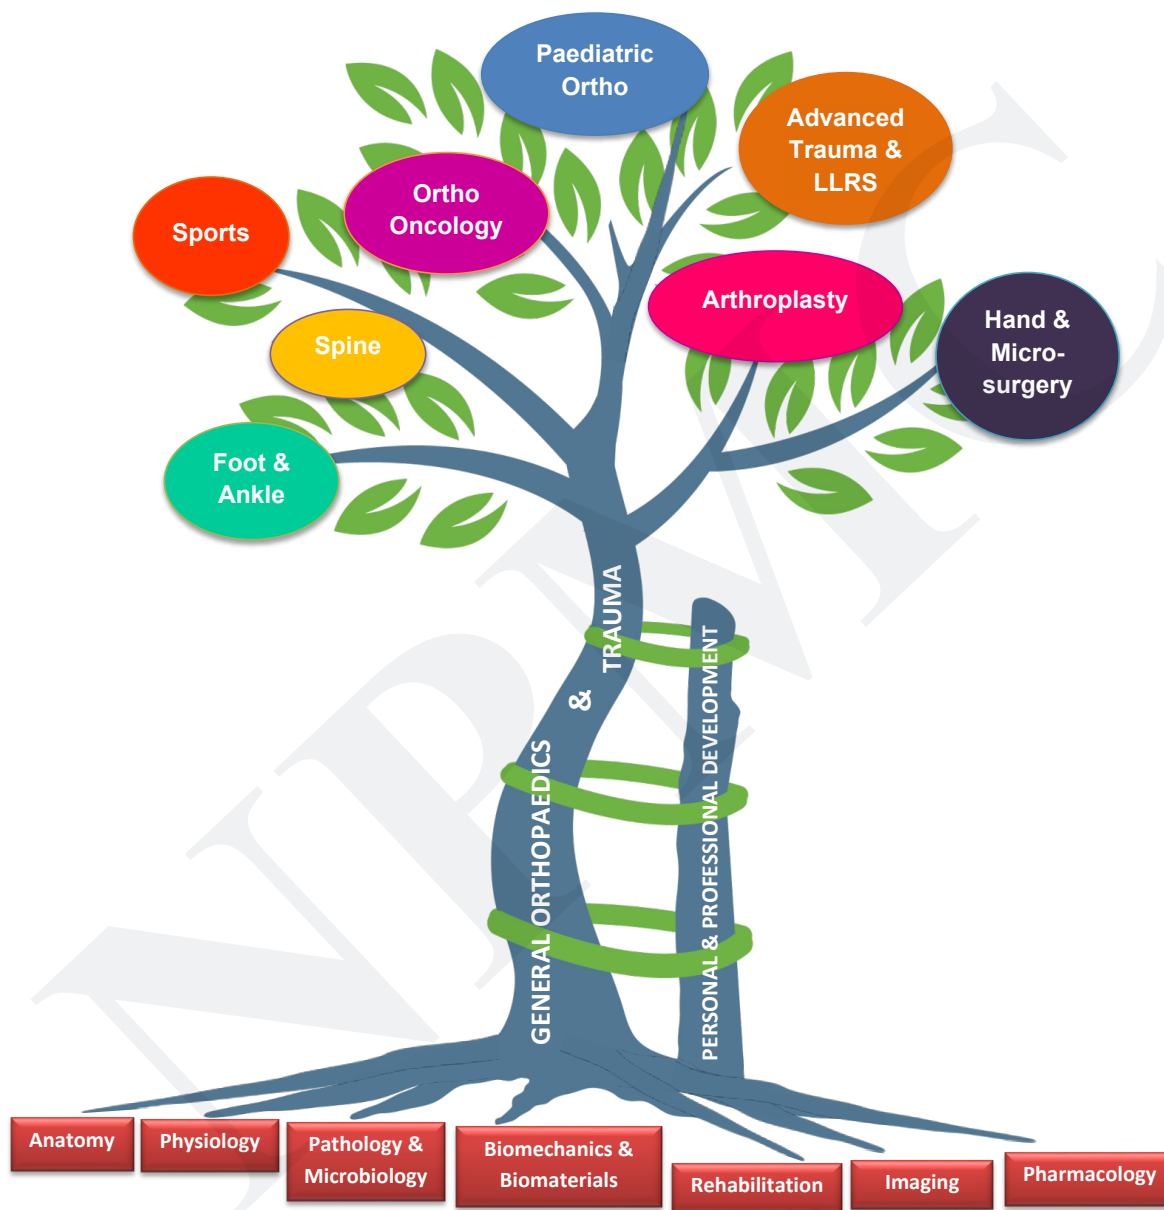 Paediatric
Ortho
Advanced
Trauma &
LLRS
Ortho
Oncology
Sports
Arthroplasty
Hand &
Micro-
surgery
Spine
Foot &
Ankle
GENERAL ORTHOPAEDICS & TRAUMA
PERSONAL & PROFESSIONAL DEVELOPMENT
Anatomy
Physiology
Pathology &
Microbiology
Biomechanics &
Biomaterials
Rehabilitation
Imaging
Pharmacology
NPMC